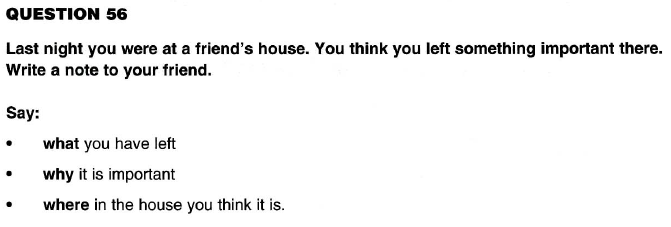 QUESTION 56
Last night you were at a friend's house. You think you left something important there.
Write a note to your friend.
Say:
• what you have left
• why it is important
• where in the house you think it is.